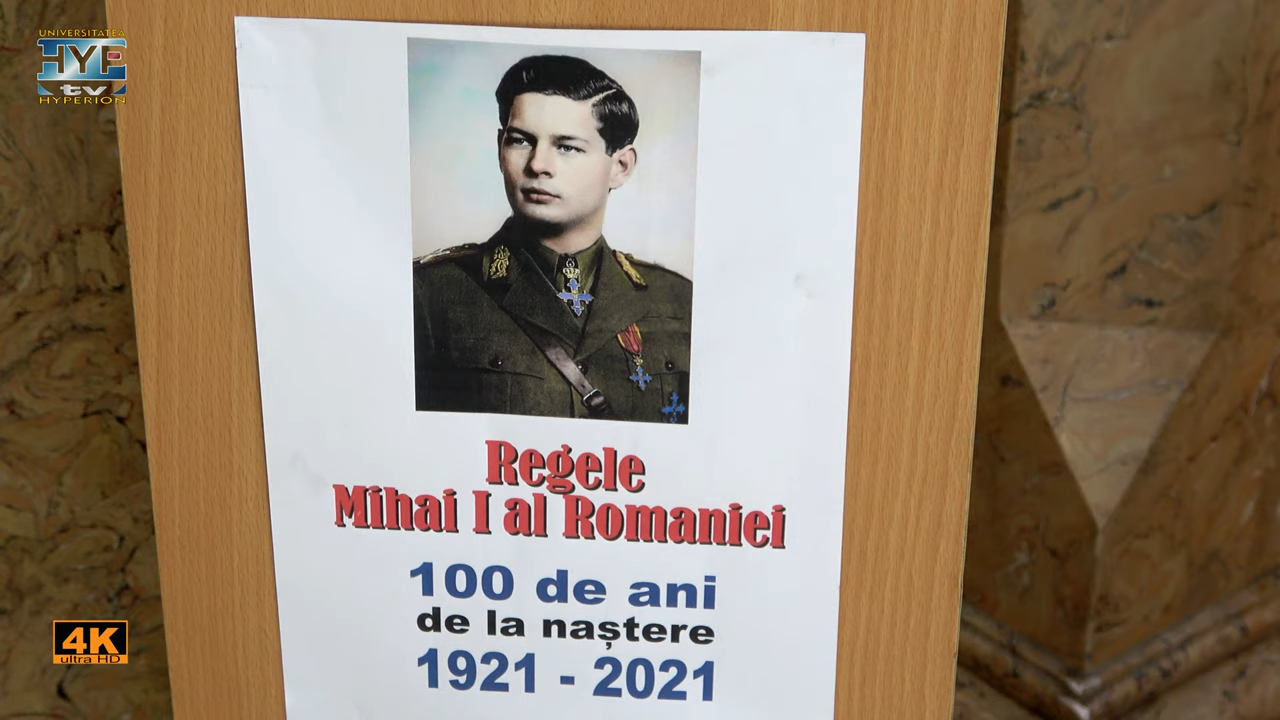 UNIVERSITATEA
HYP
tv
HYPERION
Regele
Mihai I al Romaniei
100 de ani
de la naștere
1921 - 2021
4K
ultra HD